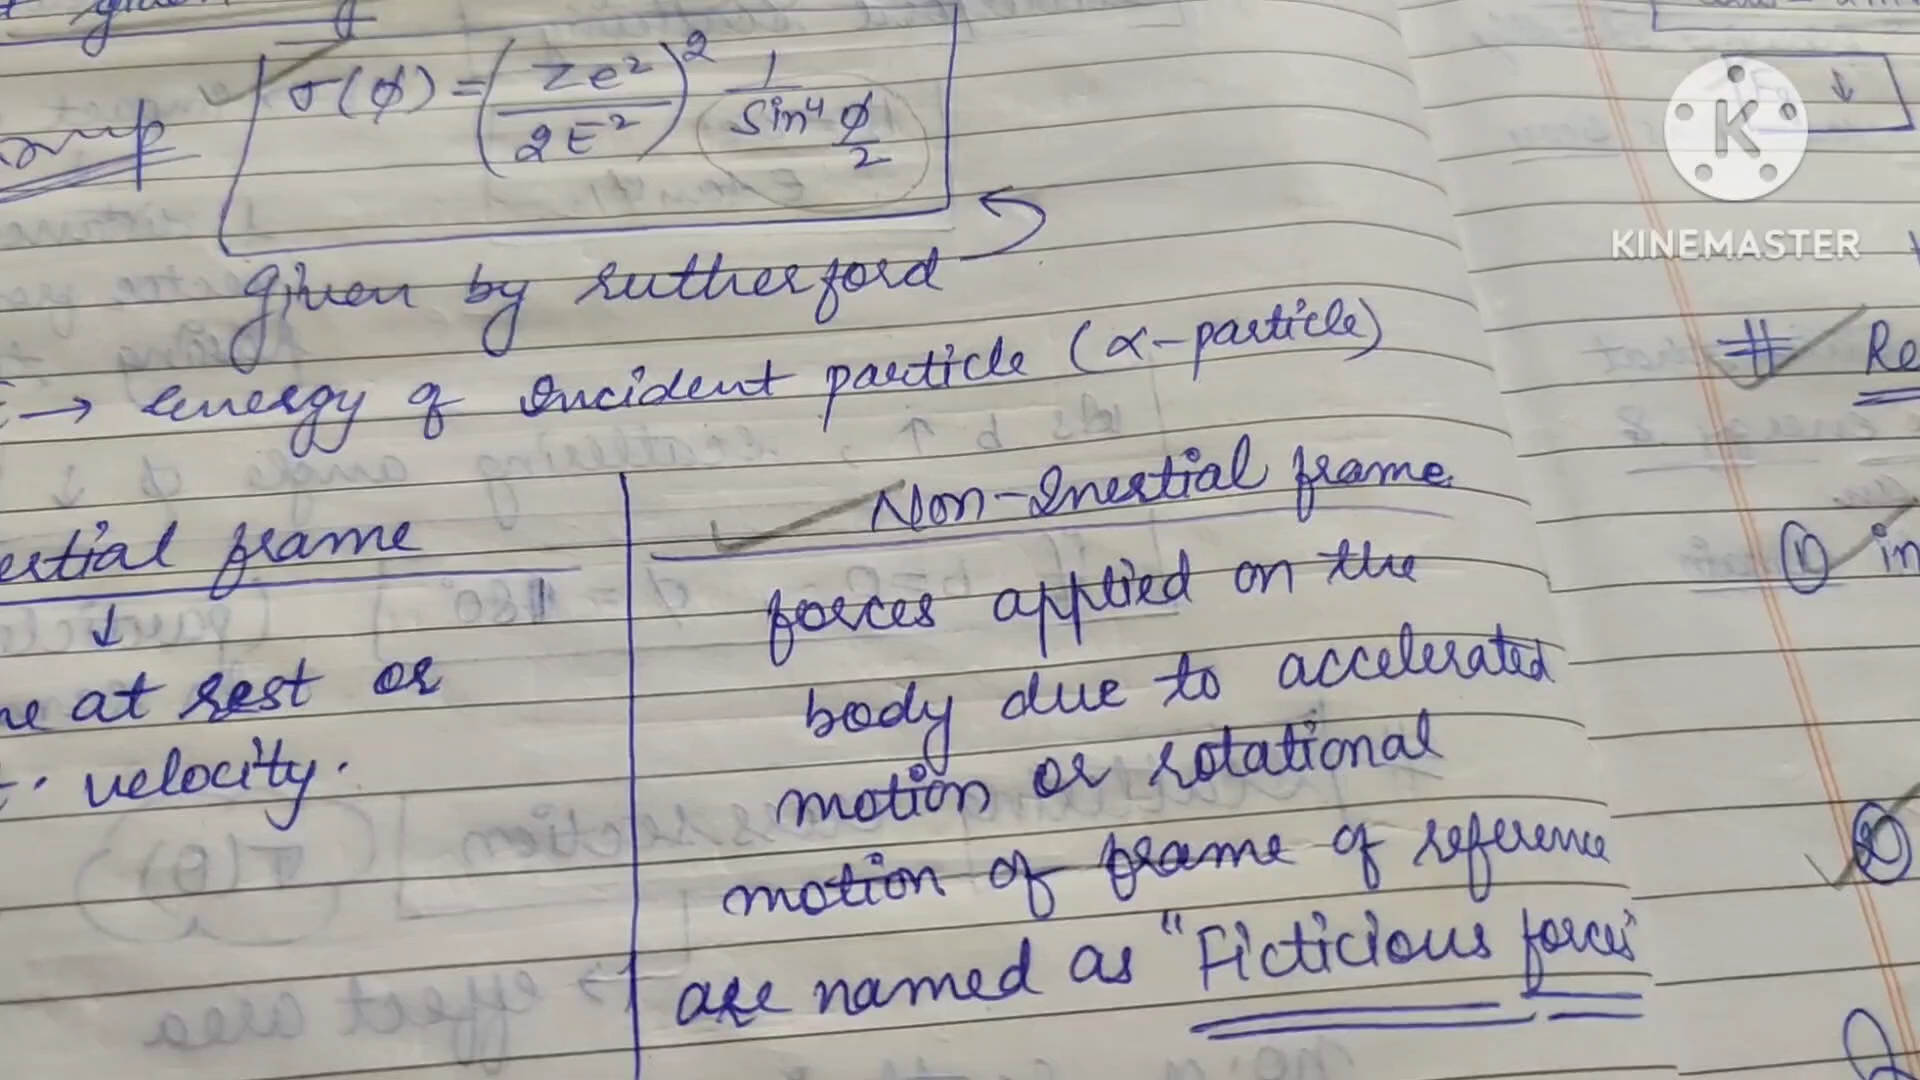 σ(φ) = (Ze²/2E²)² 1/Sin⁴ φ/2
given by rutherford
→ energy of incident particle (α-particle)
ertial frame
↓
at rest or
velocity.
Non-Inertial frame
forces applied on the
body due to accelerated
motion or rotational
motion of frame of reference
are named as "Ficticious forces"
KINEMASTER
# Re
① in
②